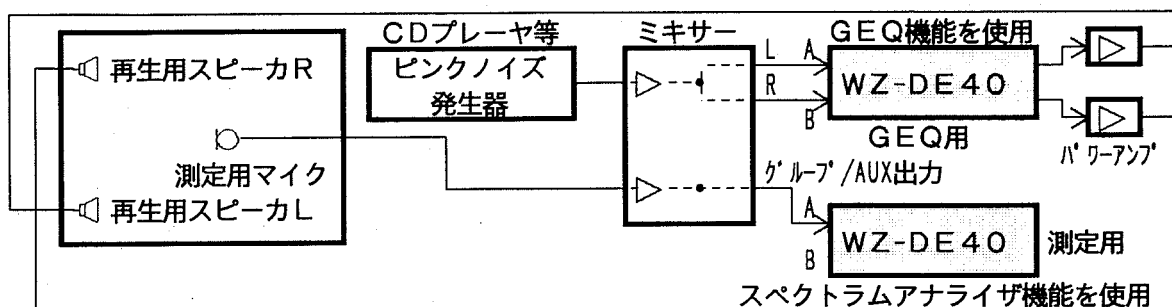 再生用スピーカR
測定用マイク
再生用スピーカL
CDプレーヤ等
ピンクノイズ
発生器
ミキサー
L
A
R
B
GEQ機能を使用
WZ-DE40
GEQ用
パワーアンプ
グループ/AUX出力
A
B
WZ-DE40
測定用
スペクトラムアナライザ機能を使用